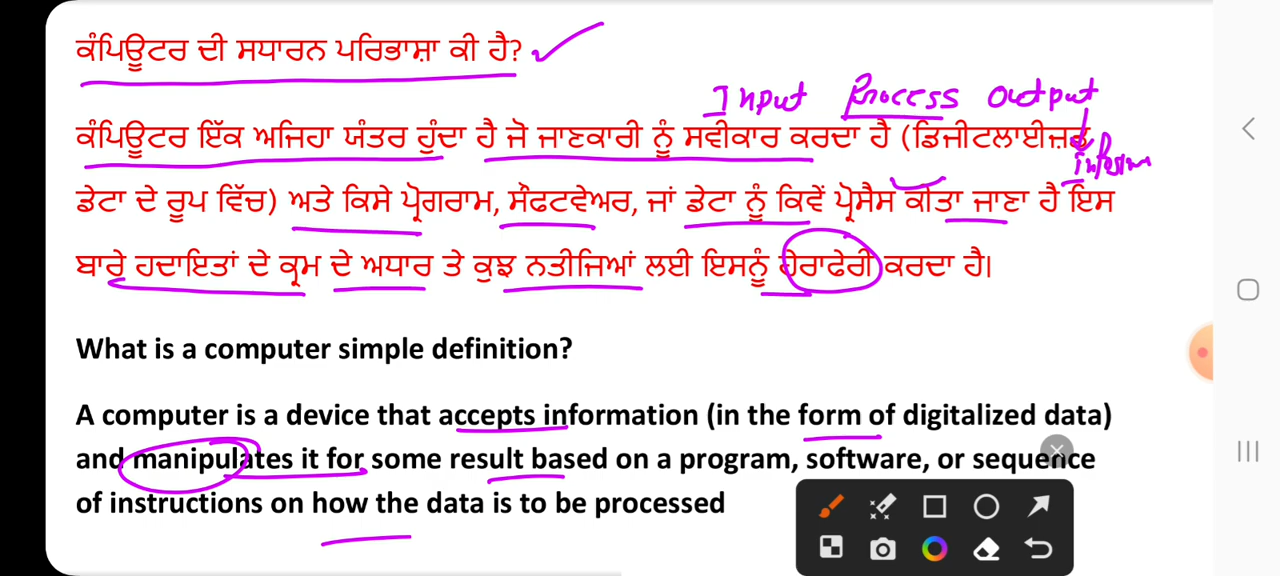 ਕੰਪਿਊਟਰ ਦੀ ਸਧਾਰਨ ਪਰਿਭਾਸ਼ਾ ਕੀ ਹੈ?
Input Process Output
ਕੰਪਿਊਟਰ ਇੱਕ ਅਜਿਹਾ ਯੰਤਰ ਹੁੰਦਾ ਹੈ ਜੋ ਜਾਣਕਾਰੀ ਨੂੰ ਸਵੀਕਾਰ ਕਰਦਾ ਹੈ (ਡਿਜੀਟਲਾਈਜ਼ਡ
Inform
ਡੇਟਾ ਦੇ ਰੂਪ ਵਿੱਚ) ਅਤੇ ਕਿਸੇ ਪ੍ਰੋਗਰਾਮ, ਸੌਫਟਵੇਅਰ, ਜਾਂ ਡੇਟਾ ਨੂੰ ਕਿਵੇਂ ਪ੍ਰੋਸੈਸ ਕੀਤਾ ਜਾਣਾ ਹੈ ਇਸ
ਬਾਰੇ ਹਦਾਇਤਾਂ ਦੇ ਕ੍ਰਮ ਦੇ ਅਧਾਰ ਤੇ ਕੁਝ ਨਤੀਜਿਆਂ ਲਈ ਇਸਨੂੰ ਹੇਰਾਫੇਰੀ ਕਰਦਾ ਹੈ।
What is a computer simple definition?
A computer is a device that accepts information (in the form of digitalized data)
and manipulates it for some result based on a program, software, or sequence
of instructions on how the data is to be processed